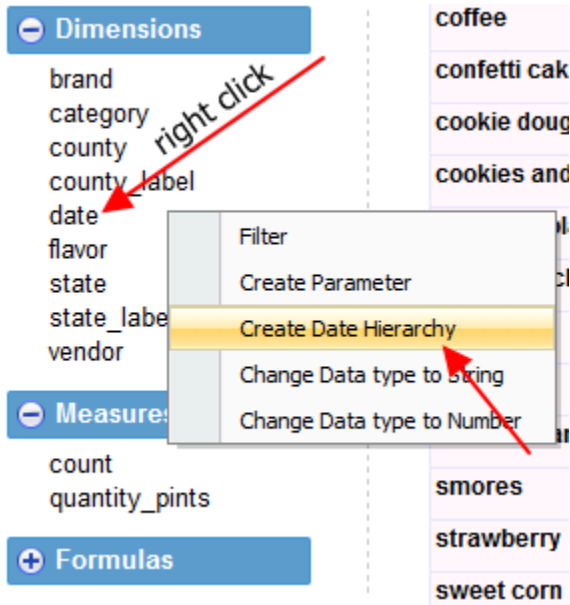 Dimensions
brand
category
county
county_label
date
flavor
state
state_labe
vendor
right click
Filter
Create Parameter
Create Date Hierarchy
Change Data type to String
Change Data type to Number
Measures
count
quantity_pints
Formulas
coffee
confetti cak
cookie doug
cookies and
smores
strawberry
sweet corn